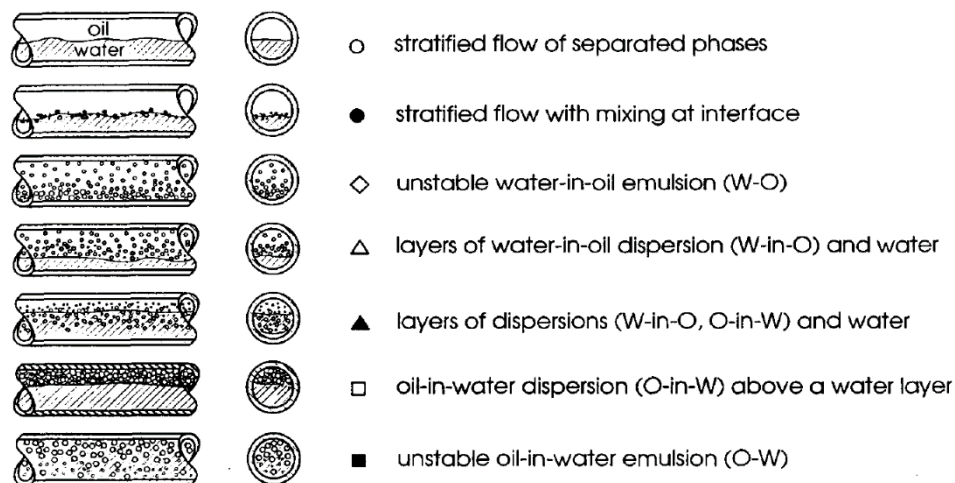 oil
water
stratified flow of separated phases
stratified flow with mixing at interface
unstable water-in-oil emulsion (W-O)
layers of water-in-oil dispersion (W-in-O) and water
layers of dispersions (W-in-O, O-in-W) and water
oil-in-water dispersion (O-in-W) above a water layer
unstable oil-in-water emulsion (O-W)